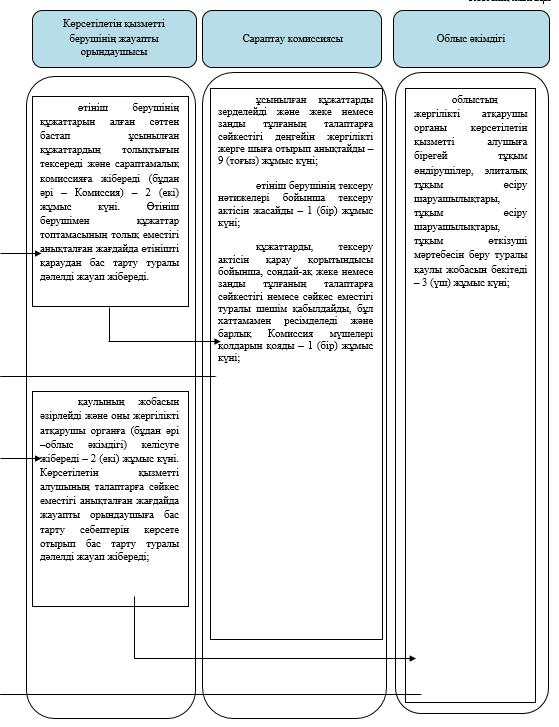 Көрсетілетін қызметті
берушінің жауапты
орындаушысы
Сараптау комиссиясы
Облыс әкімдігі
өтініш берушінің
құжаттарын алған сәттен
бастап ұсынылған
құжаттардың толықтығын
тексереді және сараптамалық
комиссияға жібереді (бұдан
әрі – Комиссия) – 2 (екі)
жұмыс күні. Өтініш
берушімен құжаттар
топтамасының толық еместігі
анықталған жағдайда өтінішті
қараудан бас тарту туралы
дәлелді жауап жібереді.
қаулының жобасын
әзірлейді және оны жергілікті
атқарушы органға (бұдан әрі
–облыс әкімдігі) келісуге
жібереді – 2 (екі) жұмыс күні.
Көрсетілетін қызметті
алушының талаптарға сәйкес
еместігі анықталған жағдайда
жауапты орындаушыға бас
тарту себептерін көрсете
отырып бас тарту туралы
дәлелді жауап жібереді;
ұсынылған құжаттарды
зерделейді және жеке немесе
заңды тұлғаның талаптарға
сәйкестігі деңгейін жергілікті
жерге шыға отырып анықтайды –
9 (тоғыз) жұмыс күні;
өтініш берушінің тексеру
нәтижелері бойынша тексеру
актісін жасайды – 1 (бір) жұмыс
күні;
құжаттарды, тексеру
актісін қарау қорытындысы
бойынша, сондай-ақ жеке немесе
заңды тұлғаның талаптарға
сәйкестігі немесе сәйкес еместігі
туралы шешім қабылдайды, бұл
хаттамамен ресімделеді және
барлық Комиссия мүшелері
қолдарын қояды – 1 (бір) жұмыс
күні;
облыстың
жергілікті атқарушы
органы көрсетілетін
қызметті алушыға
бірегей тұқым
өндірушілер, элиталық
тұқым өсіру
шаруашылықтары,
тұқым өсіру
шаруашылықтары,
тұқым өткізуші
мәртебесін беру туралы
қаулы жобасын бекітеді
– 3 (үш) жұмыс күні;